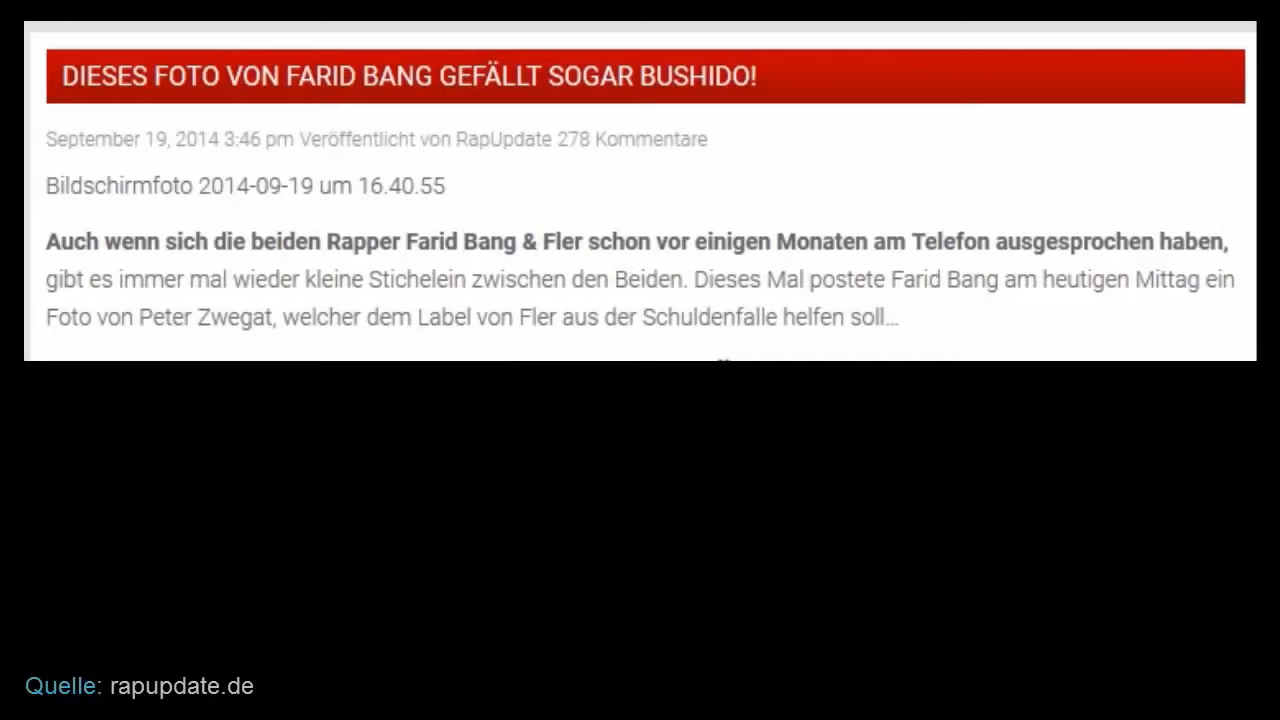 DIESES FOTO VON FARID BANG GEFÄLLT SOGAR BUSHIDO!
September 19, 2014 3:46 pm Veröffentlicht von RapUpdate 278 Kommentare
Bildschirmfoto 2014-09-19 um 16.40.55
Auch wenn sich die beiden Rapper Farid Bang & Fler schon vor einigen Monaten am Telefon ausgesprochen haben,
gibt es immer mal wieder kleine Stichelein zwischen den Beiden. Dieses Mal postete Farid Bang am heutigen Mittag ein
Foto von Peter Zwegat, welcher dem Label von Fler aus der Schuldenfalle helfen soll...
Quelle: rapupdate.de